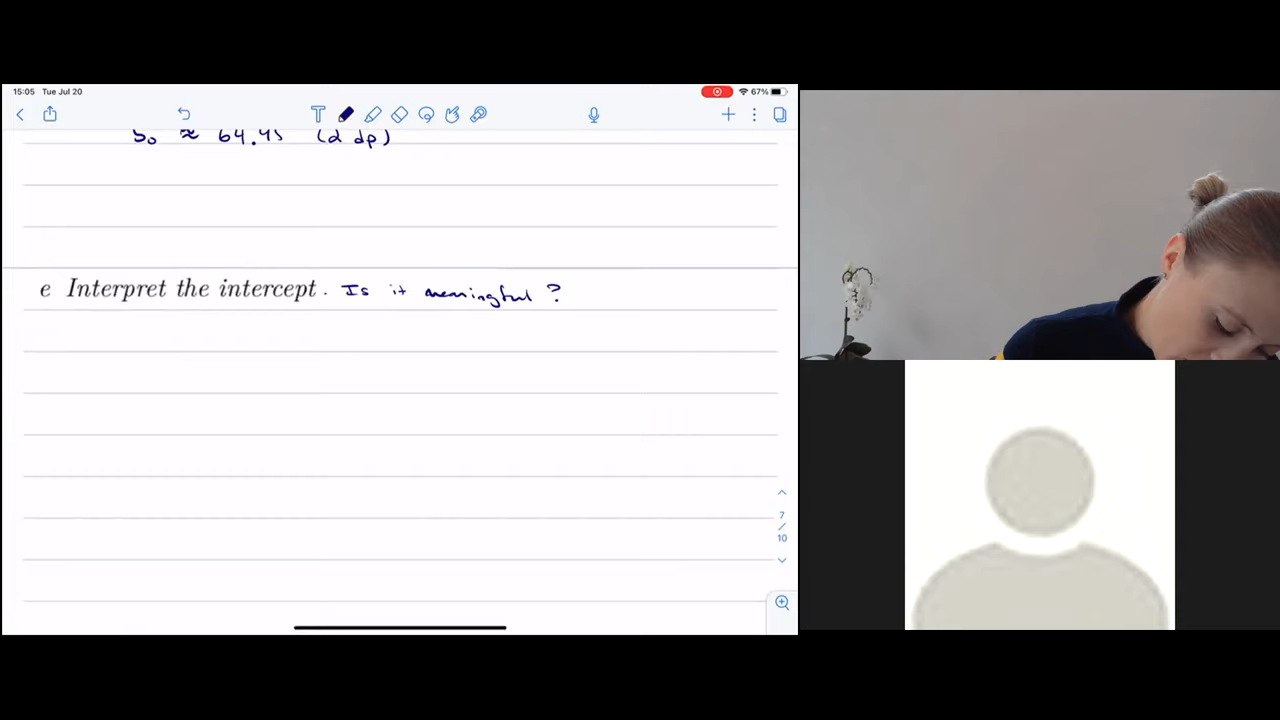 15:05 Tue Jul 20
67%
T
b₀ ≈ 64.45 (2 dp)
e Interpret the intercept. Is it meaningful?
7
/
10